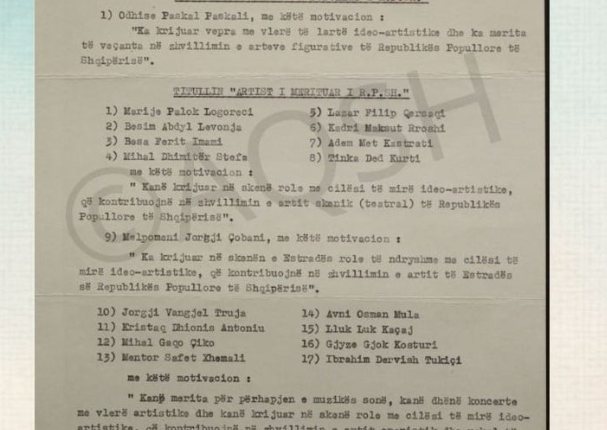 1) Odhise Paskal Paskali, me këtë motivacion :
"Ka krijuar vepra me vlerë të lartë ideo-artistike dhe ka merita
të veçanta në zhvillimin e arteve figurative të Republikës Popullore të
Shqipërisë".
TITULLIN "ARTIST I MERITUAR I R.P.SH."
1) Marije Palok Logoreci
2) Besim Abdyl Levonja
3) Besa Ferit Imami
4) Mihal Dhimitër Stefa
5) Lazar Filip
6) Kadri Maksut Hroshi
7) Adem Met Kastrati
8) Tinka Ded Kurti
me këtë motivacion :
" Kanë krijuar në skenë role me cilësi të mirë ideo-artistike,
që kontribuojnë në zhvillimin e artit skenik (teatral) të Republikës
Popullore të Shqipërisë".
9) Melpomeni Jorgji Çobani, me këtë motivacion :
" Ka krijuar në skenën e Estradës role të ndryshme me cilësi të
mirë ideo-artistike, që kontribuojnë në zhvillimin e artit të Estradës
së Republikës Popullore të Shqipërisë".
10) Jorgji Vangjel Truja
11) Kristaq Dhionis Antoniu
12) Mihal Gaqo Çiko
13) Mentor Safet Xhemali
14) Avni Osman Mula
15) Lluk Luk Kaçaj
16) Gjyze Gjok Kosturi
17) Ibrahim Dervish Tukiçi
me këtë motivacion :
" Kanë merita për përhapjen e muzikës sonë, kanë dhënë koncerte
me vlerë artistike dhe kanë krijuar në skenë role me cilësi të mirë ideo-
© AQSH